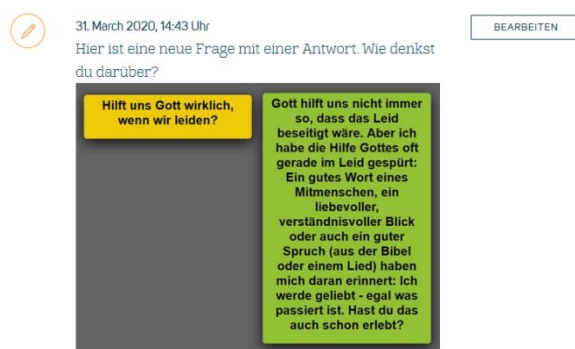 31. March 2020, 14:43 Uhr
BEARBEITEN
Hier ist eine neue Frage mit einer Antwort. Wie denkst
du darüber?
Hilft uns Gott wirklich,
wenn wir leiden?
Gott hilft uns nicht immer
so, dass das Leid
beseitigt wäre. Aber ich
habe die Hilfe Gottes oft
gerade im Leid gespürt:
Ein gutes Wort eines
Mitmenschen, ein
liebevoller,
verständnisvoller Blick
oder auch ein guter
Spruch (aus der Bibel
oder einem Lied) haben
mich daran erinnert: Ich
werde geliebt - egal was
passiert ist. Hast du das
auch schon erlebt?